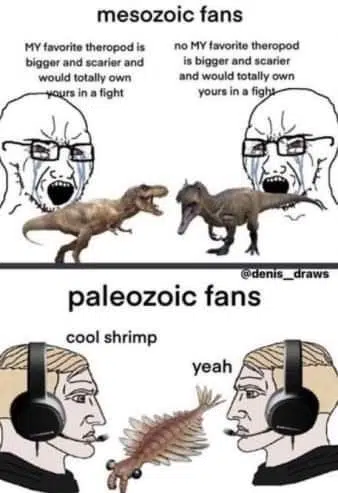 mesozoic fans
MY favorite theropod is
bigger and scarier and
would totally own
yours in a fight
no MY favorite theropod
is bigger and scarier
and would totally own
yours in a fight
@denis__draws
paleozoic fans
cool shrimp
yeah